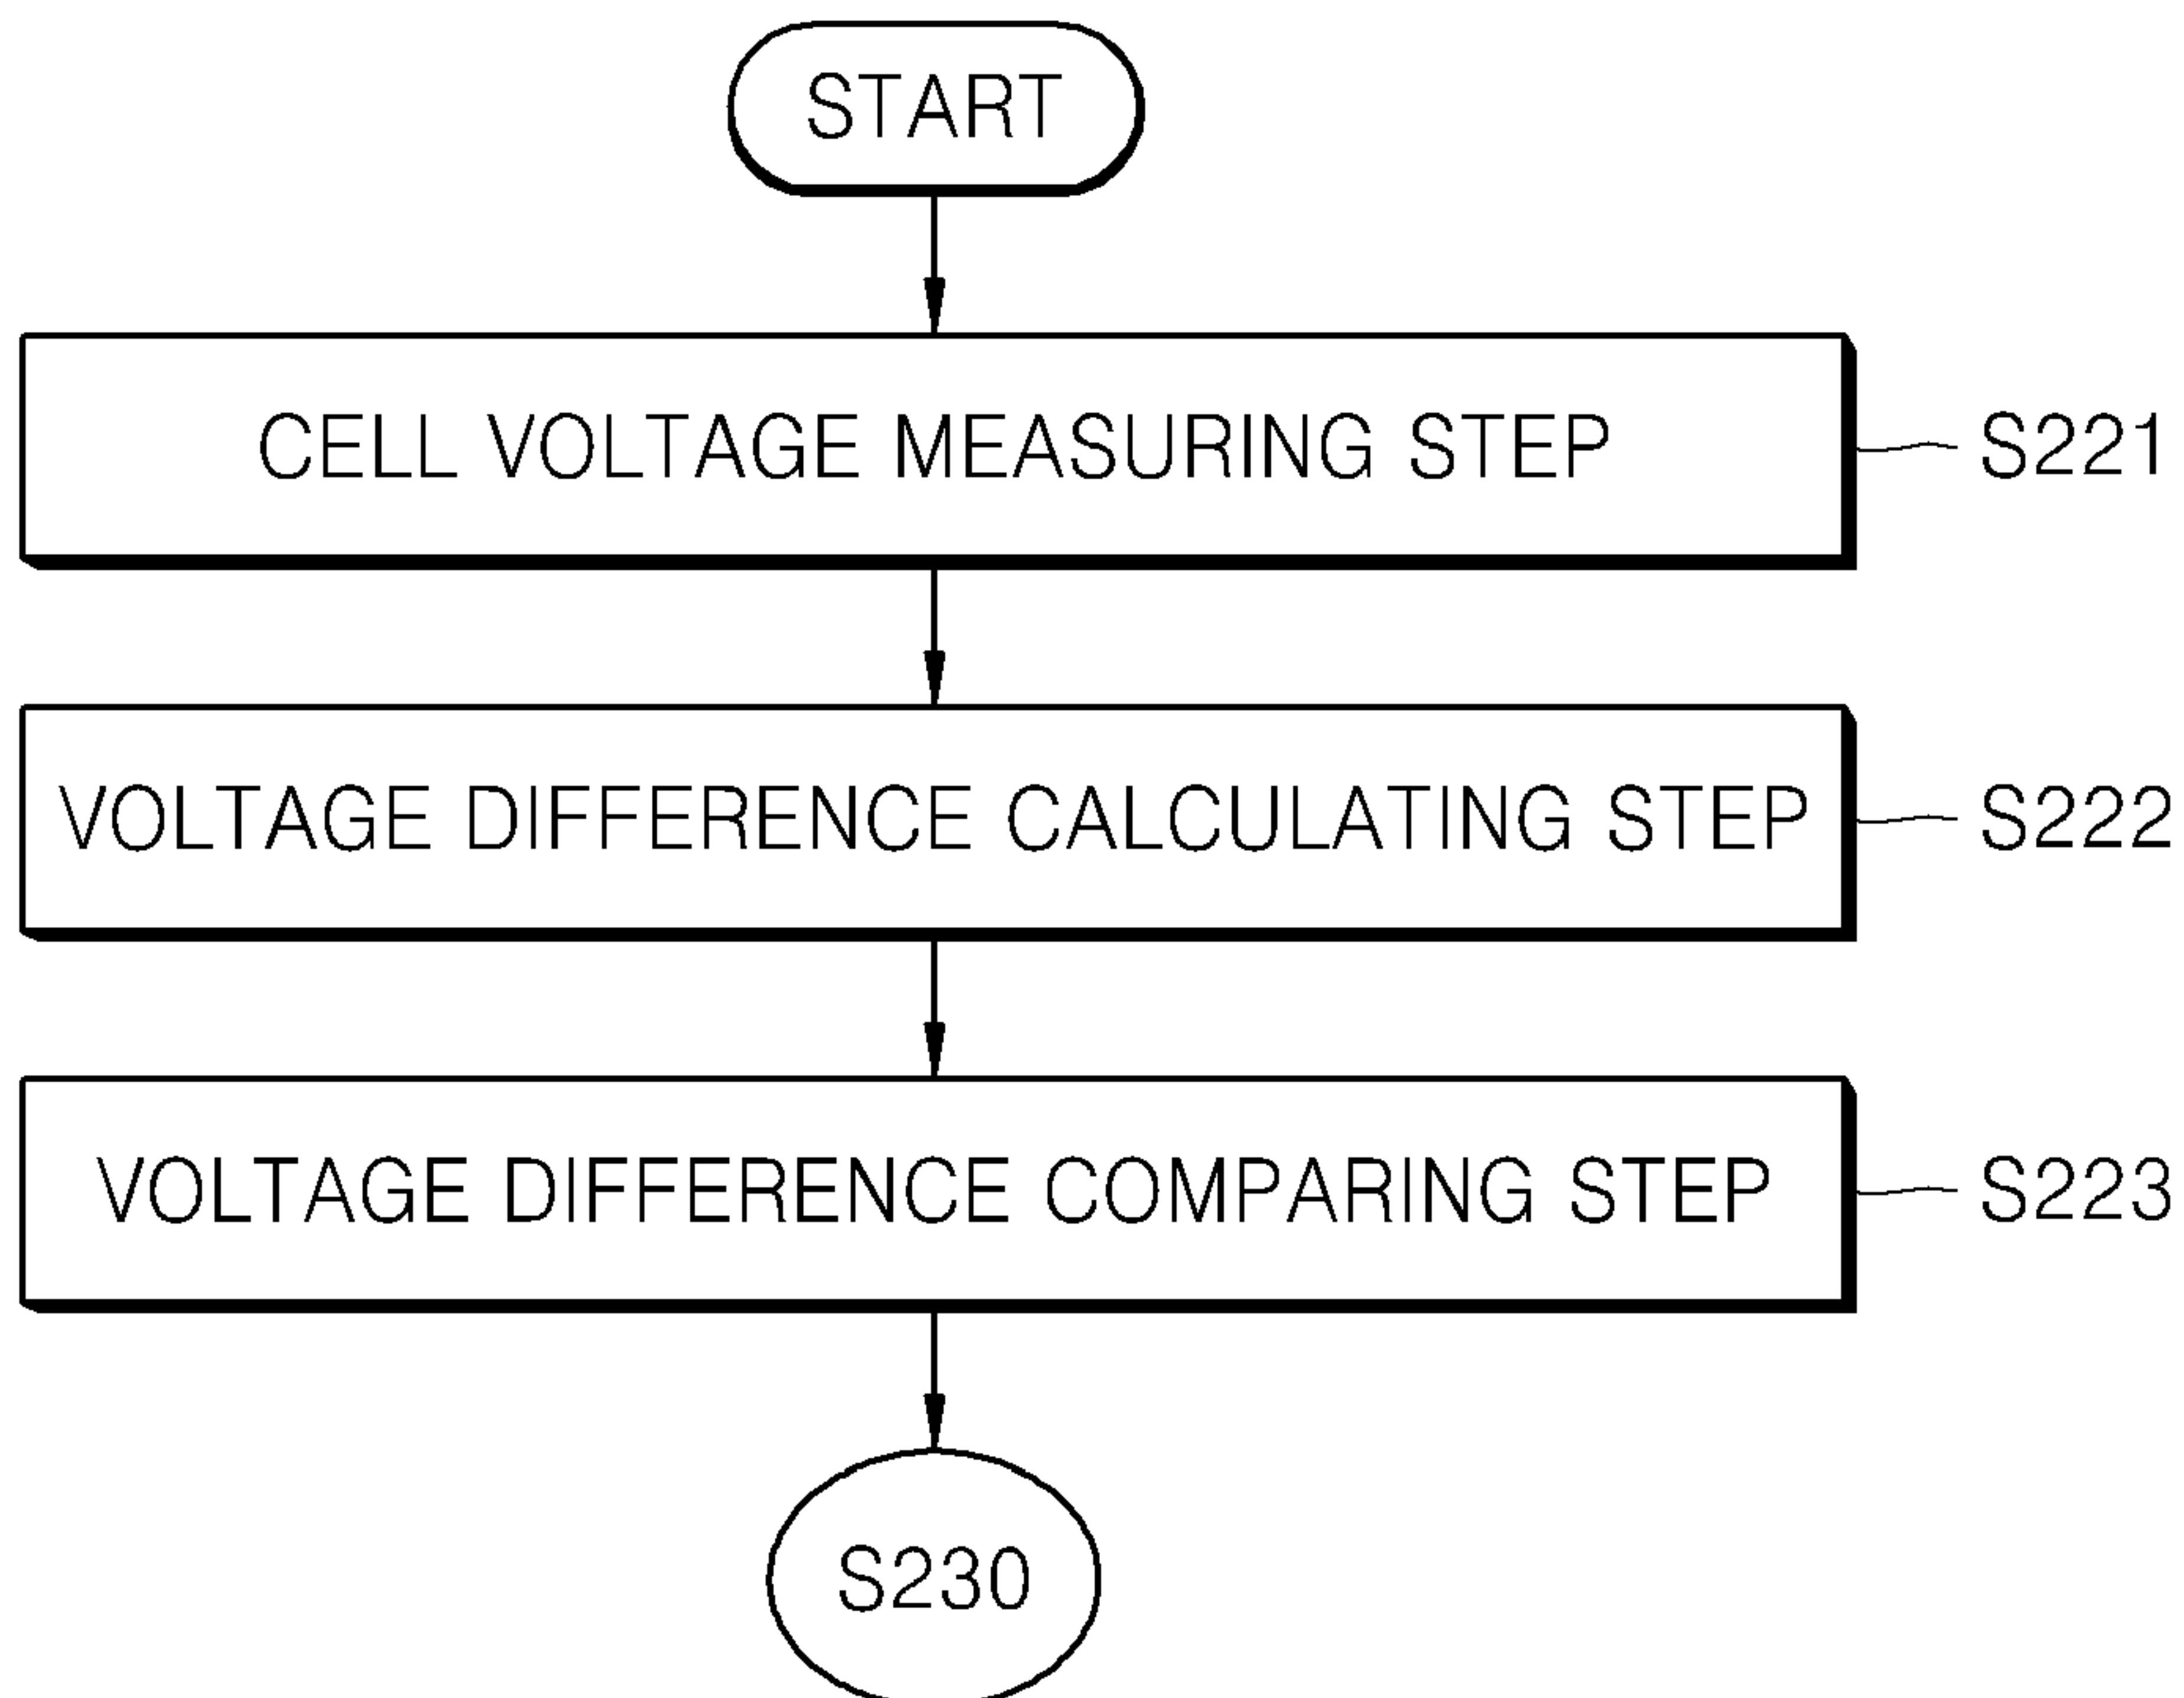 START
CELL VOLTAGE MEASURING STEP
S221
VOLTAGE DIFFERENCE CALCULATING STEP
S222
VOLTAGE DIFFERENCE COMPARING STEP
S223
S230